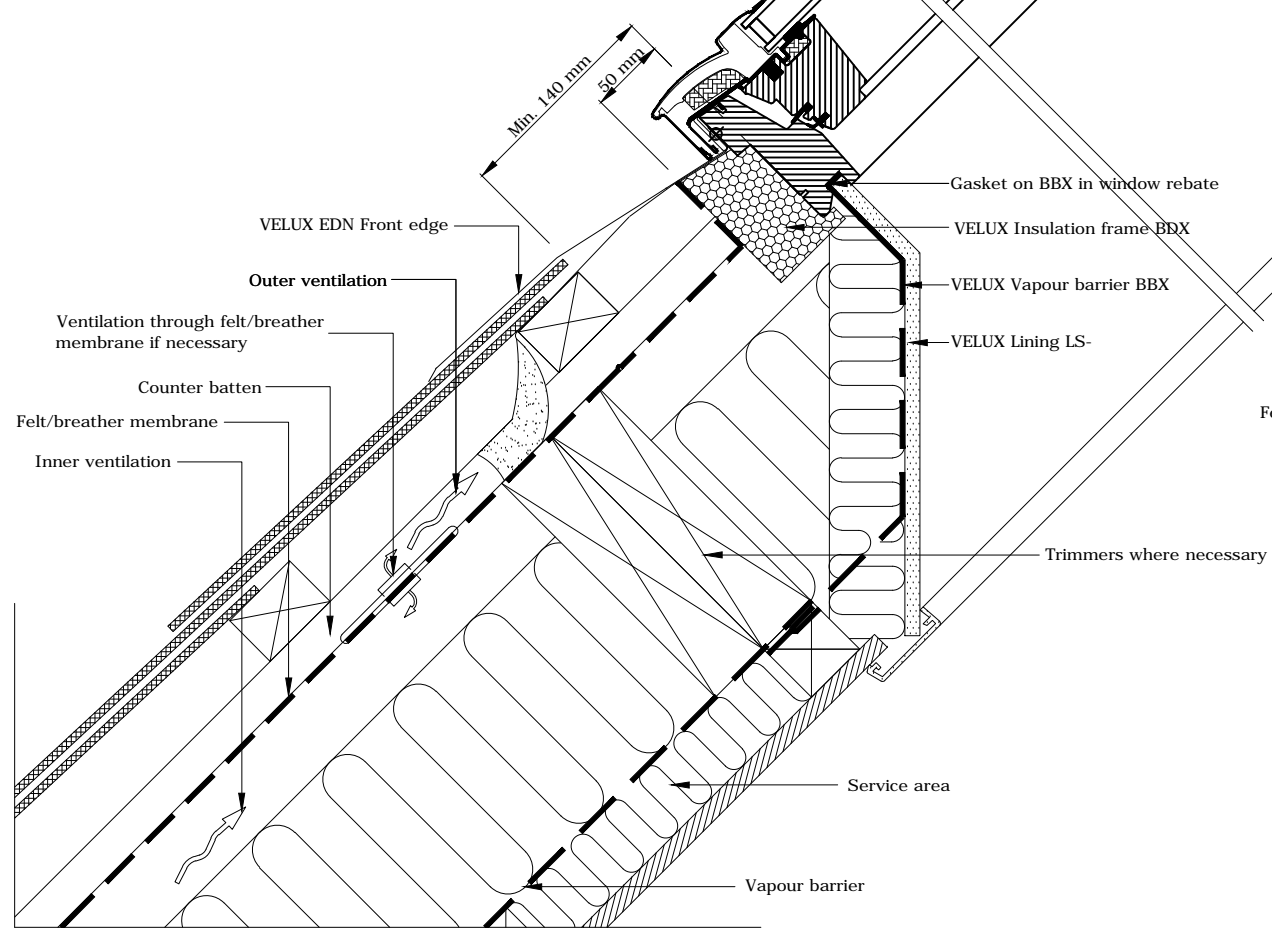 Min. 140 mm
50 mm
Gasket on BBX in window rebate
VELUX EDN Front edge
VELUX Insulation frame BDX
Outer ventilation
VELUX Vapour barrier BBX
Ventilation through felt/breather
membrane if necessary
VELUX Lining LS-
Counter batten
Felt/breather membrane
Inner ventilation
Trimmers where necessary
Service area
Vapour barrier